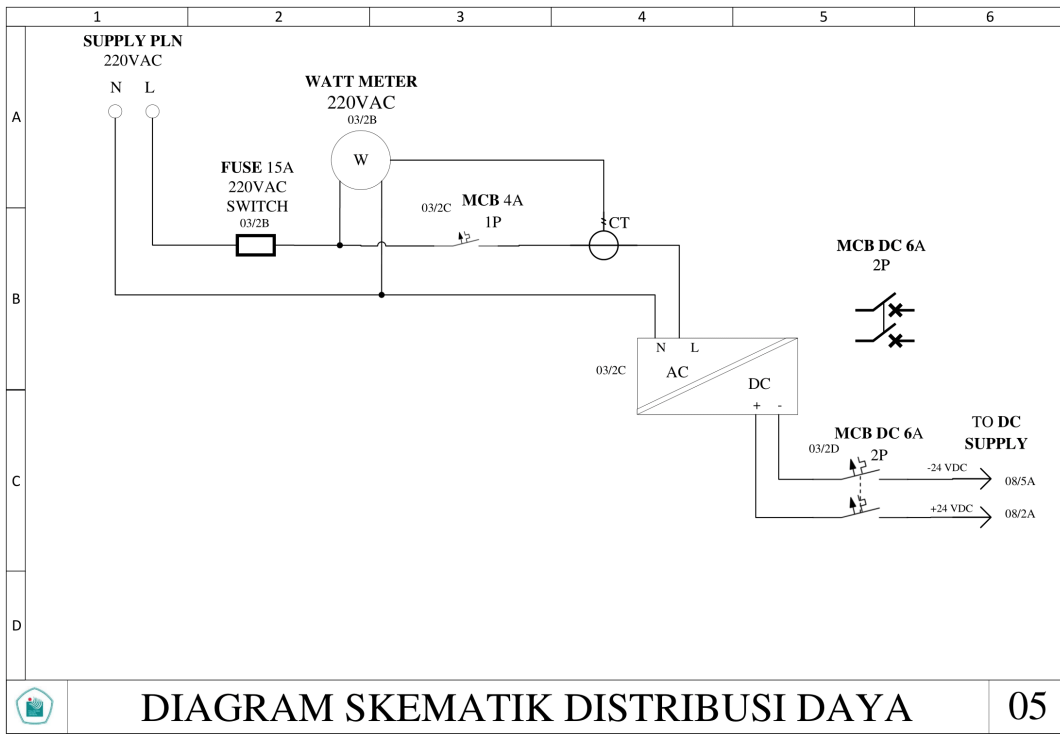 1 2 3 4 5 6
SUPPLY PLN
220VAC
N L
WATT METER
220VAC
03/2B
A
W
FUSE 15A
220VAC
SWITCH
03/2B
03/2C MCB 4A
1P
CT
MCB DC 6A
2P
B
N L
03/2C
AC
DC
+ -
MCB DC 6A
03/2D
2P
TO DC
SUPPLY
C
-24 VDC
08/5A
+24 VDC
08/2A
D
DIAGRAM SKEMATIK DISTRIBUSI DAYA
05